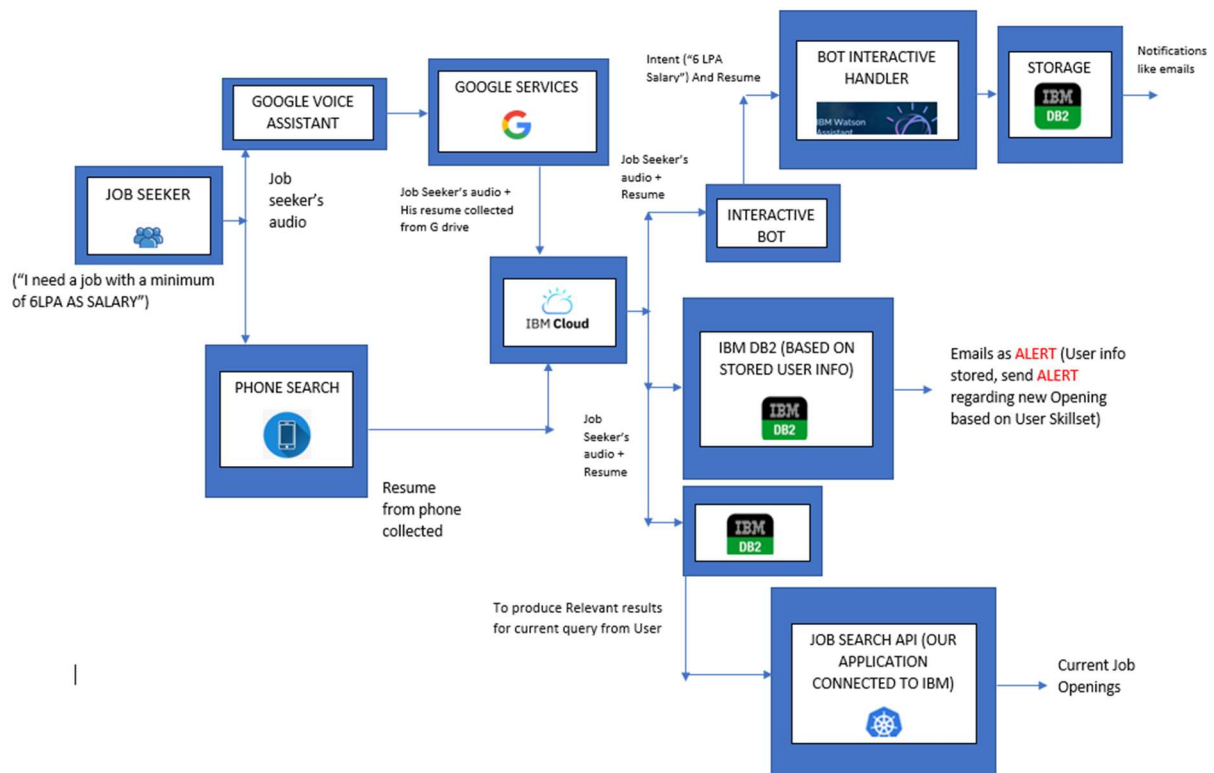 JOB SEEKER
(“I need a job with a minimum
of 6LPA AS SALARY”)
GOOGLE VOICE
ASSISTANT
Job
seeker’s
audio
PHONE SEARCH
Resume
from phone
collected
GOOGLE SERVICES
G
Job Seeker’s audio +
His resume collected
from G drive
IBM Cloud
Job Seeker’s
audio +
Resume
INTERACTIVE
BOT
Intent (“6 LPA
Salary”) And Resume
BOT INTERACTIVE
HANDLER
IBM Watson
Assistant
STORAGE
IBM
DB2
Notifications
like emails
Job
Seeker’s
audio +
Resume
IBM DB2 (BASED ON
STORED USER INFO)
IBM
DB2
Emails as ALERT (User info
stored, send ALERT
regarding new Opening
based on User Skillset)
IBM
DB2
To produce Relevant results
for current query from User
JOB SEARCH API (OUR
APPLICATION
CONNECTED TO IBM)
Current Job
Openings